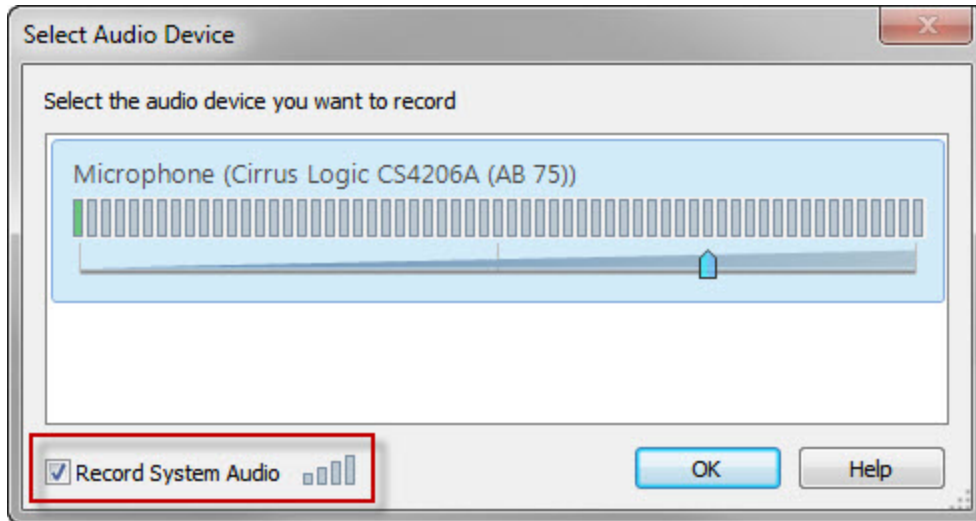 Select Audio Device
Select the audio device you want to record
Microphone (Cirrus Logic CS4206A (AB 75))
Record System Audio
OK
Help